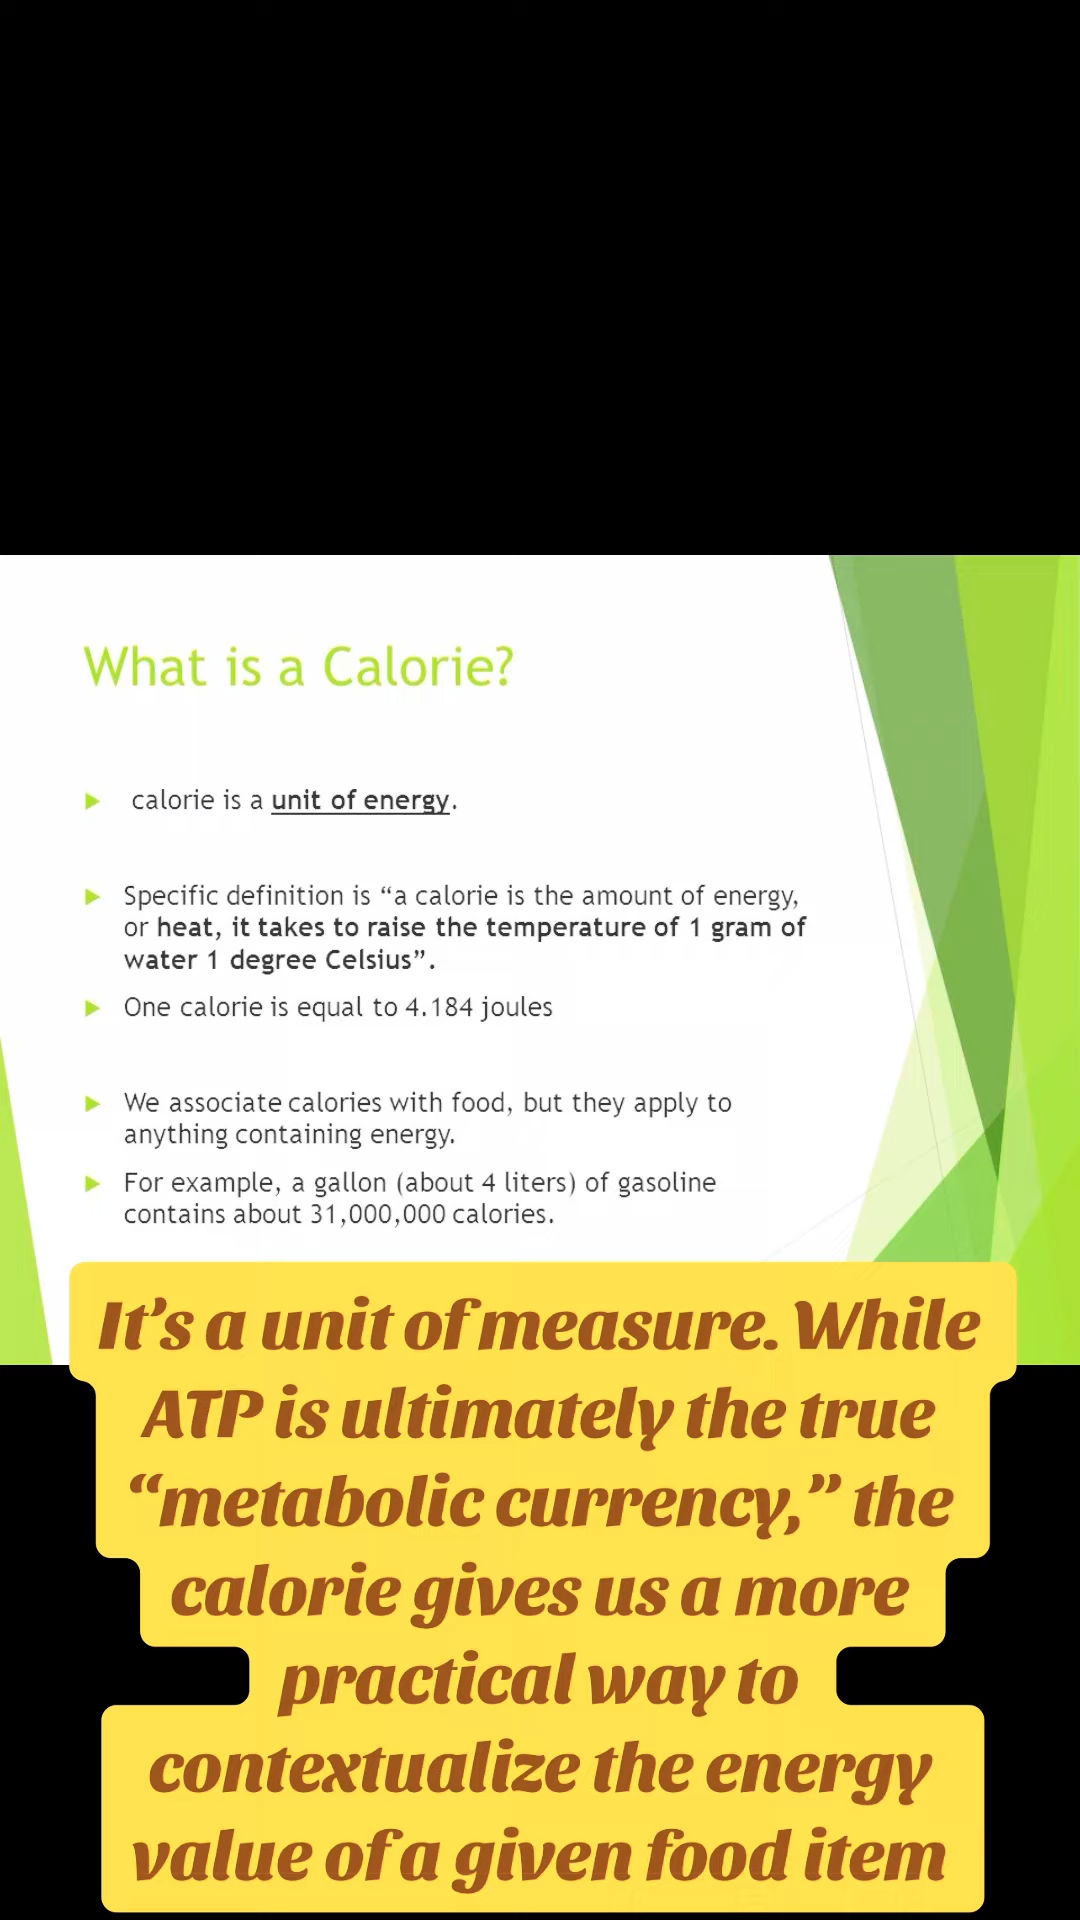 What is a Calorie?
calorie is a unit of energy.
Specific definition is “a calorie is the amount of energy,
or heat, it takes to raise the temperature of 1 gram of
water 1 degree Celsius”.
One calorie is equal to 4.184 joules
We associate calories with food, but they apply to
anything containing energy.
For example, a gallon (about 4 liters) of gasoline
contains about 31,000,000 calories.
It’s a unit of measure. While
ATP is ultimately the true
“metabolic currency,” the
calorie gives us a more
practical way to
contextualize the energy
value of a given food item